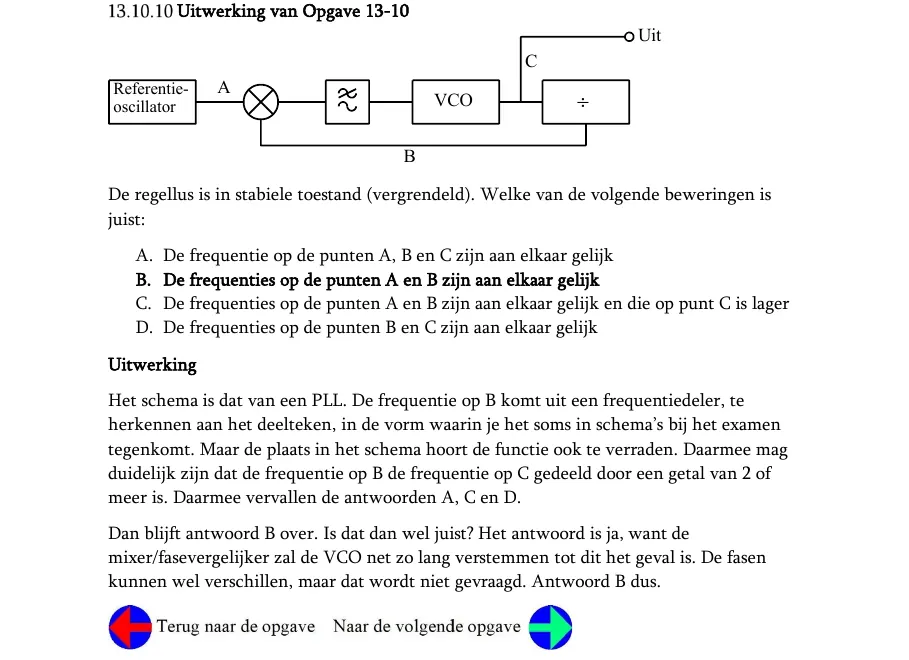 13.10.10 Uitwerking van Opgave 13-10
Uit
C
Referentie-
oscillator
A
VCO
÷
B
De regellus is in stabiele toestand (vergrendeld). Welke van de volgende beweringen is
juist:
A. De frequentie op de punten A, B en C zijn aan elkaar gelijk
B. De frequenties op de punten A en B zijn aan elkaar gelijk
C. De frequenties op de punten A en B zijn aan elkaar gelijk en die op punt C is lager
D. De frequenties op de punten B en C zijn aan elkaar gelijk
Uitwerking
Het schema is dat van een PLL. De frequentie op B komt uit een frequentiedeler, te
herkennen aan het deelteken, in de vorm waarin je het soms in schema's bij het examen
tegenkomt. Maar de plaats in het schema hoort de functie ook te verraden. Daarmee mag
duidelijk zijn dat de frequentie op B de frequentie op C gedeeld door een getal van 2 of
meer is. Daarmee vervallen de antwoorden A, C en D.
Dan blijft antwoord B over. Is dat dan wel juist? Het antwoord is ja, want de
mixer/fasevergelijker zal de VCO net zo lang verstemmen tot dit het geval is. De fasen
kunnen wel verschillen, maar dat wordt niet gevraagd. Antwoord B dus.
Terug naar de opgave Naar de volgende opgave